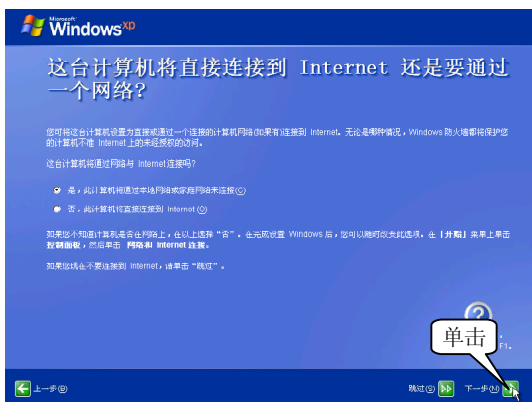 Microsoft
Windows xp
这台计算机将直接连接到 Internet 还是要通过
一个网络?
您可将这台计算机设置为直接或通过一个连接的计算机网络(如果有)连接到 Internet。无论是哪种情况，Windows 防火墙都将保护您
的计算机不准 Internet 上的未经授权的访问。
这台计算机将通过网络与 Internet 连接吗?
是，此计算机将通过本地网络或家庭网络来连接(C)
否，此计算机将直接连接到 Internet (O)
如果您不知道计算机是否在网络上，在以上选择“否”。在完成设置 Windows 后，您可以随时改变此选项。在「开始」菜单上单击
控制面板，然后单击 网络和 Internet 连接。
如果您现在不要连接到 Internet，请单击“跳过”。
F1。
单击
上一步(B)
跳过(S)
下一步(N)